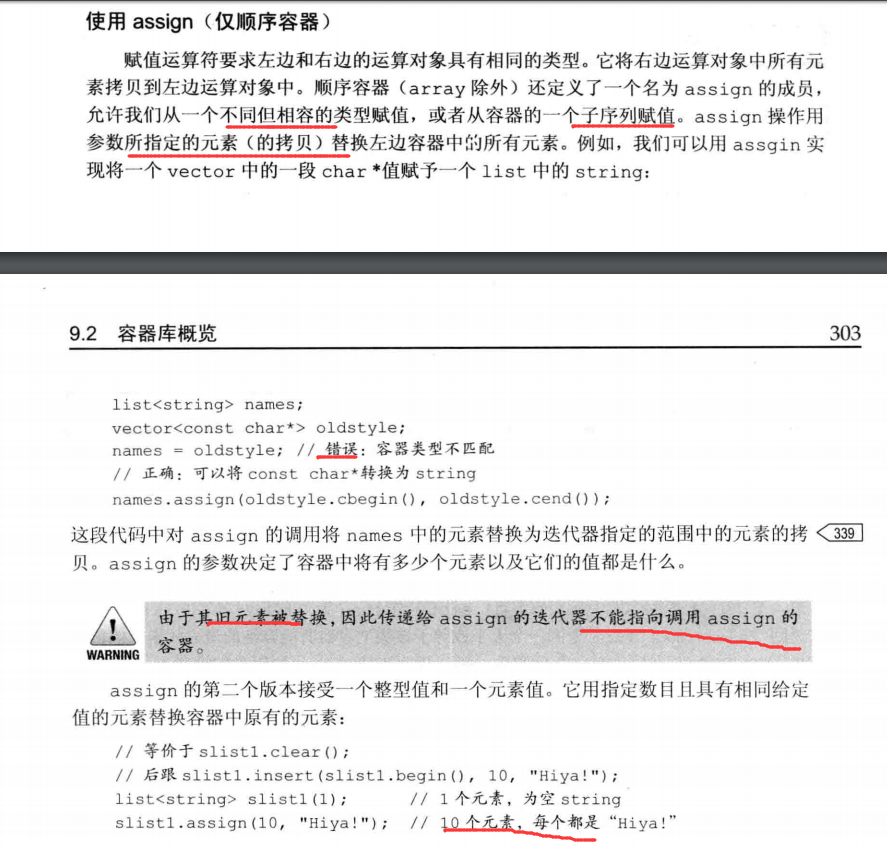 使用 assign（仅顺序容器）
赋值运算符要求左边和右边的运算对象具有相同的类型。它将右边运算对象中所有元
素拷贝到左边运算对象中。顺序容器（array 除外）还定义了一个名为 assign 的成员，
允许我们从一个不同但相容的类型赋值，或者从容器的一个子序列赋值。assign 操作用
参数所指定的元素（的拷贝）替换左边容器中的所有元素。例如，我们可以用 assgin 实
现将一个 vector 中的一段 char *值赋予一个 list 中的 string：
9.2 容器库概览 303
list<string> names;
vector<const char*> oldstyle;
names = oldstyle; // 错误：容器类型不匹配
// 正确：可以将 const char*转换为 string
names.assign(oldstyle.cbegin(), oldstyle.cend());
这段代码中对 assign 的调用将 names 中的元素替换为迭代器指定的范围中的元素的拷 339
贝。assign 的参数决定了容器中将有多少个元素以及它们的值都是什么。
由于其旧元素被替换，因此传递给 assign 的迭代器不能指向调用 assign 的
容器。
WARNING
assign 的第二个版本接受一个整型值和一个元素值。它用指定数目且具有相同给定
值的元素替换容器中原有的元素：
// 等价于 slist1.clear();
// 后跟 slist1.insert(slist1.begin(), 10, "Hiya!");
list<string> slist1(1); // 1 个元素，为空 string
slist1.assign(10, "Hiya!"); // 10 个元素，每个都是 “Hiya!”